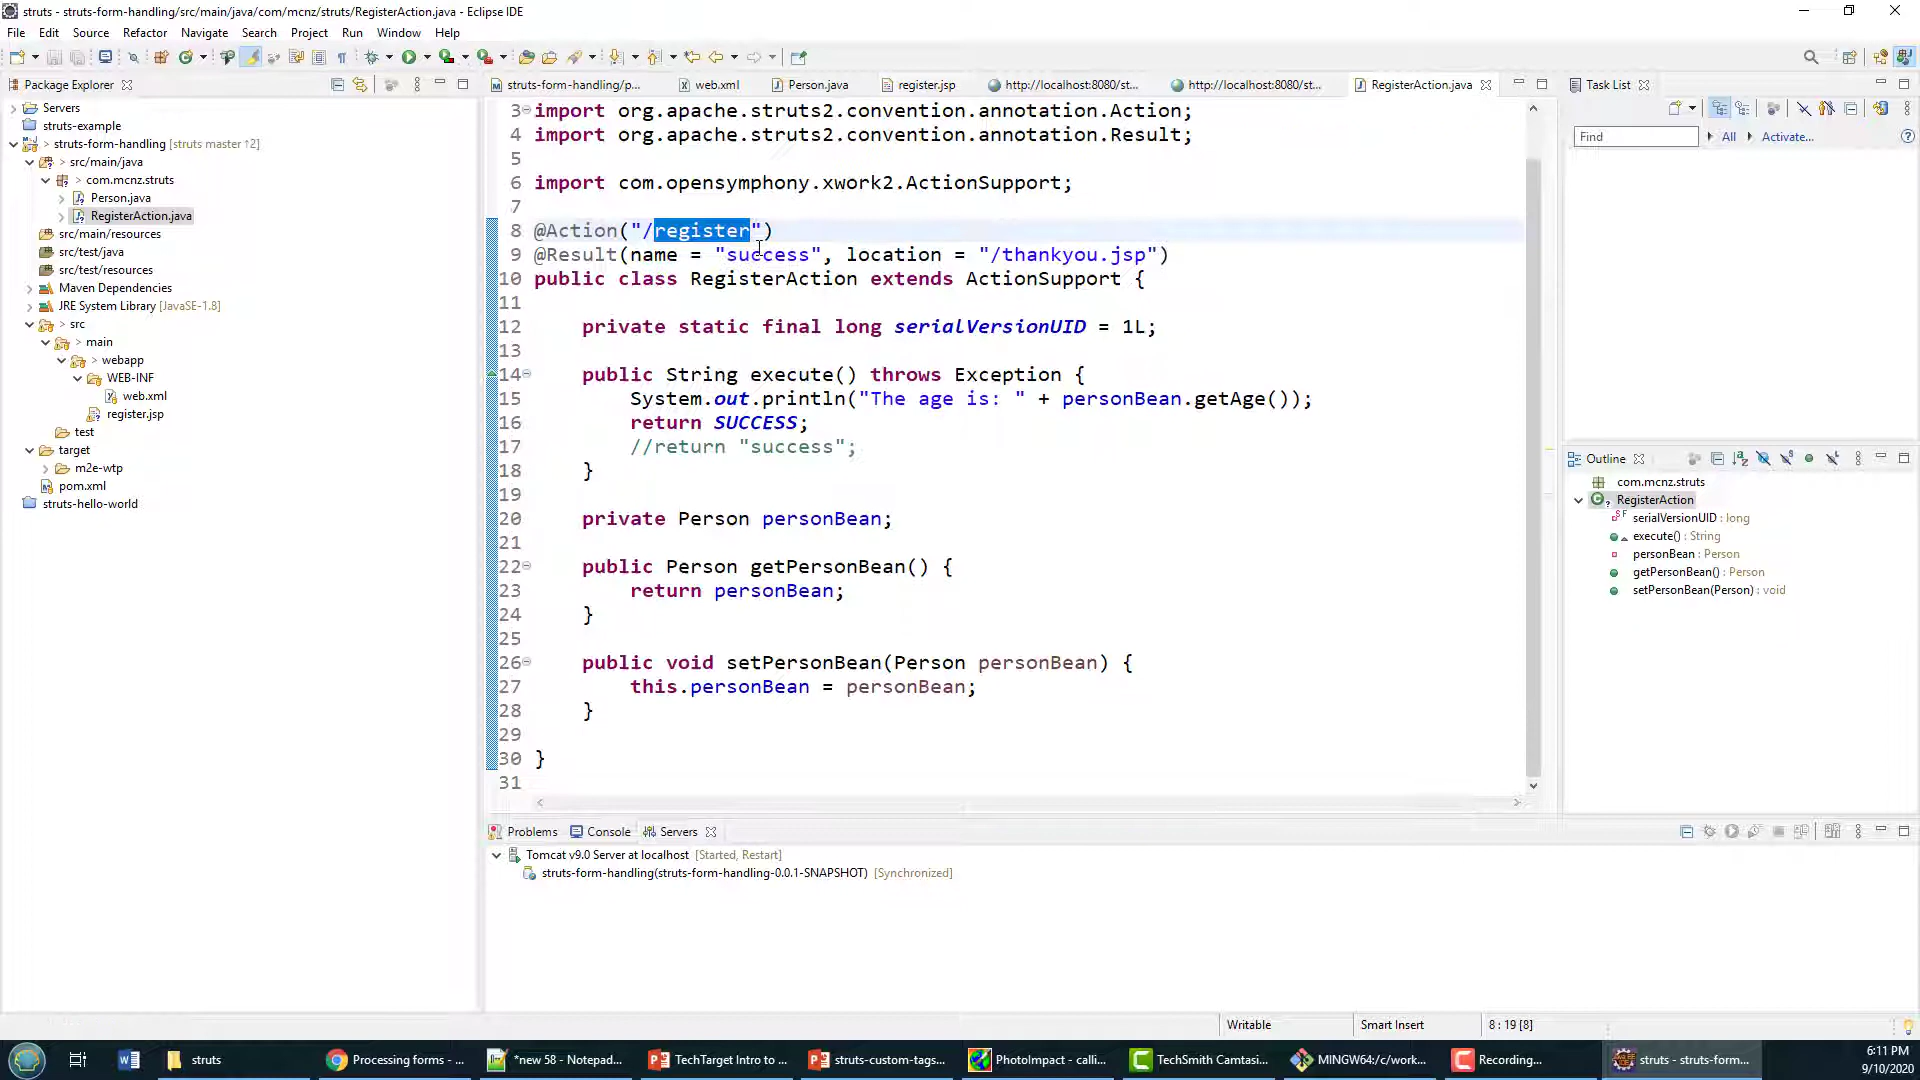 struts - struts-form-handling/src/main/java/com/mcnz/struts/RegisterAction.java - Eclipse IDE
File Edit Source Refactor Navigate Search Project Run Window Help
Package Explorer
Servers
struts-example
struts-form-handling [struts master ↑2]
src/main/java
com.mcnz.struts
Person.java
RegisterAction.java
src/main/resources
src/test/java
src/test/resources
Maven Dependencies
JRE System Library [JavaSE-1.8]
src
main
webapp
WEB-INF
web.xml
register.jsp
test
target
m2e-wtp
pom.xml
struts-hello-world
struts-form-handling/p... web.xml Person.java register.jsp http://localhost:8080/st... http://localhost:8080/st... RegisterAction.java
3 import org.apache.struts2.convention.annotation.Action;
4 import org.apache.struts2.convention.annotation.Result;
5
6 import com.opensymphony.xwork2.ActionSupport;
7
8 @Action("/register")
9 @Result(name = "success", location = "/thankyou.jsp")
10 public class RegisterAction extends ActionSupport {
11
12 private static final long serialVersionUID = 1L;
13
14 public String execute() throws Exception {
15 System.out.println("The age is: " + personBean.getAge());
16 return SUCCESS;
17 //return "success";
18 }
19
20 private Person personBean;
21
22 public Person getPersonBean() {
23 return personBean;
24 }
25
26 public void setPersonBean(Person personBean) {
27 this.personBean = personBean;
28 }
29
30 }
31
Task List
Find All Activate...
Outline
com.mcnz.struts
RegisterAction
serialVersionUID : long
execute() : String
personBean : Person
getPersonBean() : Person
setPersonBean(Person) : void
Problems Console Servers
Tomcat v9.0 Server at localhost [Started, Restart]
struts-form-handling(struts-form-handling-0.0.1-SNAPSHOT) [Synchronized]
Writable Smart Insert 8 : 19 [8]
struts Processing forms - ... *new 58 - Notepad... TechTarget Intro to ... struts-custom-tags... PhotoImpact - calli... TechSmith Camtasi... MINGW64:/c/work... Recording... struts - struts-form...
6:11 PM
9/10/2020